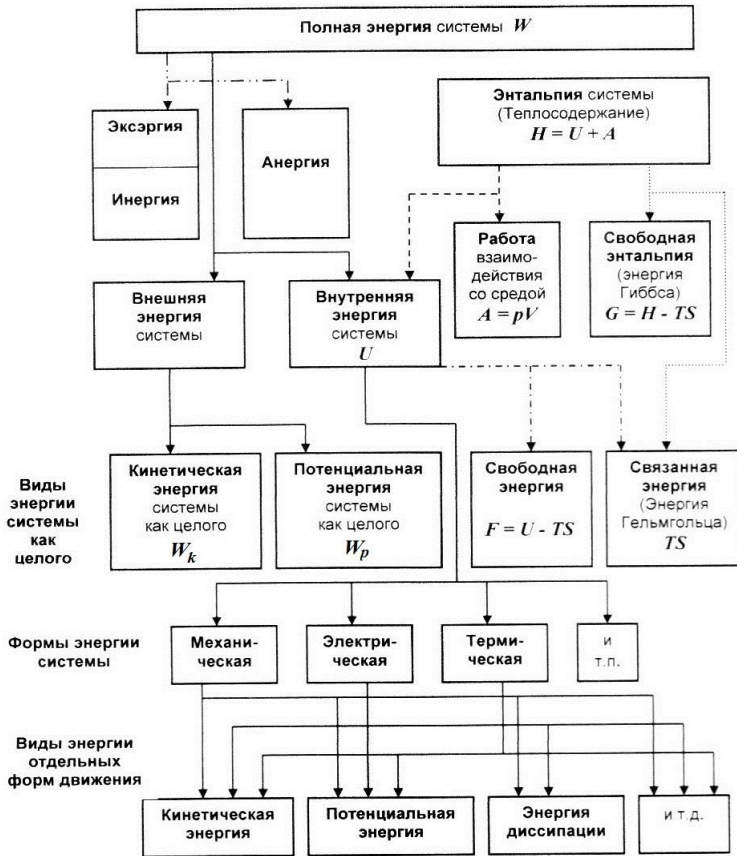 Полная энергия системы W
Энтальпия системы
(Теплосодержание)
H = U + A
Эксэргия
Инергия
Анергия
Работа
взаимо-
действия
со средой
A = pV
Свободная
энтальпия
(энергия
Гиббса)
G = H - TS
Внешняя
энергия
системы
Внутренняя
энергия
системы
U
Виды
энергии
системы
как
целого
Кинетическая
энергия
системы
как целого
W_k
Потенциальная
энергия
системы
как целого
W_p
Свободная
энергия
F = U - TS
Связанная
энергия
(Энергия
Гельмгольца)
TS
Формы энергии
системы
Механи-
ческая
Электри-
ческая
Терми-
ческая
и
т.п.
Виды энергии
отдельных
форм движения
Кинетическая
энергия
Потенциальная
энергия
Энергия
диссипации
и т.д.